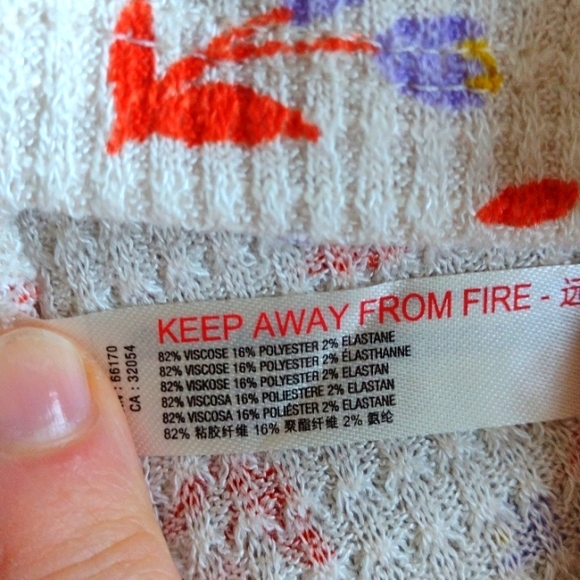 KEEP AWAY FROM FIRE - 远
82% VISCOSE 16% POLYESTER 2% ELASTANE
82% VISCOSE 16% POLYESTER 2% ÉLASTHANNE
82% VISKOSE 16% POLYESTER 2% ELASTAN
82% VISCOSA 16% POLIESTERE 2% ELASTAN
82% VISCOSA 16% POLIÉSTER 2% ELASTANE
82% 粘胶纤维 16% 聚酯纤维 2% 氨纶
: 66170
CA : 32054